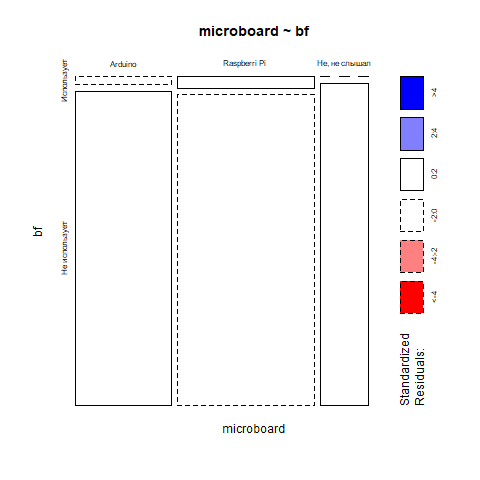 microboard ~ bf
Arduino
Raspberri Pi
Не, не слышал
Использует
Не использует
bf
microboard
>4
2:4
0:2
-2:0
-4:-2
<-4
Standardized
Residuals: